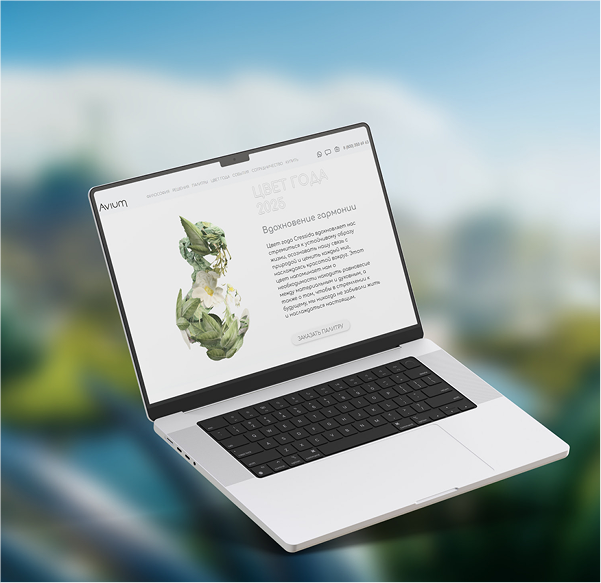 Avium
ЦВЕТ ГОДА
2025
Вдохновение гармонии
Цвет года Cressida вдохновляет нас
стремиться к устойчивому образу
жизни, осознавать нашу связь с
природой и ценить каждый миг,
наслаждаясь красотой вокруг. Этот
цвет напоминает нам о
необходимости находить равновесие
между материальным и духовным, а
также о том, чтобы в стремлении к
будущему, мы никогда не забывали жить
и наслаждаться настоящим.
ЗАКАЗАТЬ ПАЛИТРУ